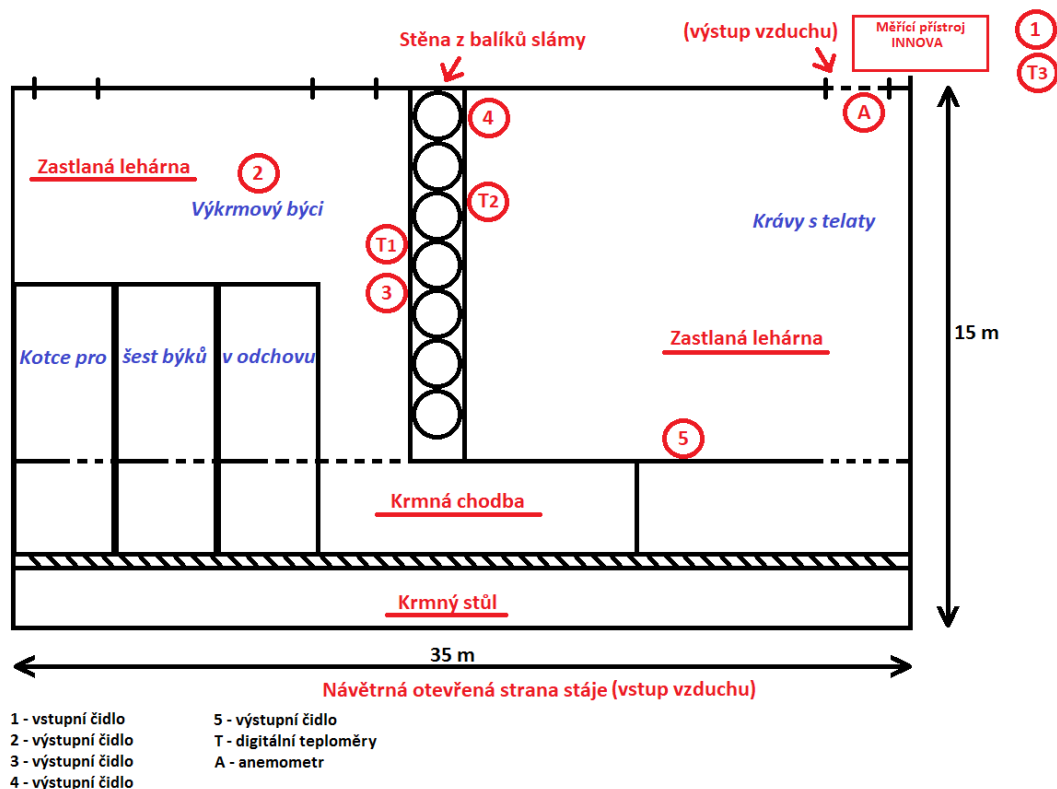 Stěna z balíků slámy
(výstup vzduchu)
Měřící přístroj
INNOVA
1
T3
A
4
Zastlaná lehárna
2
Výkrmový býci
T2
Krávy s telaty
T1
3
15 m
Zastlaná lehárna
Kotce pro
šest býků
v odchovu
5
Krmná chodba
Krmný stůl
35 m
Návětrná otevřená strana stáje (vstup vzduchu)
1 - vstupní čidlo
2 - výstupní čidlo
3 - výstupní čidlo
4 - výstupní čidlo
5 - výstupní čidlo
T - digitální teploměry
A - anemometr